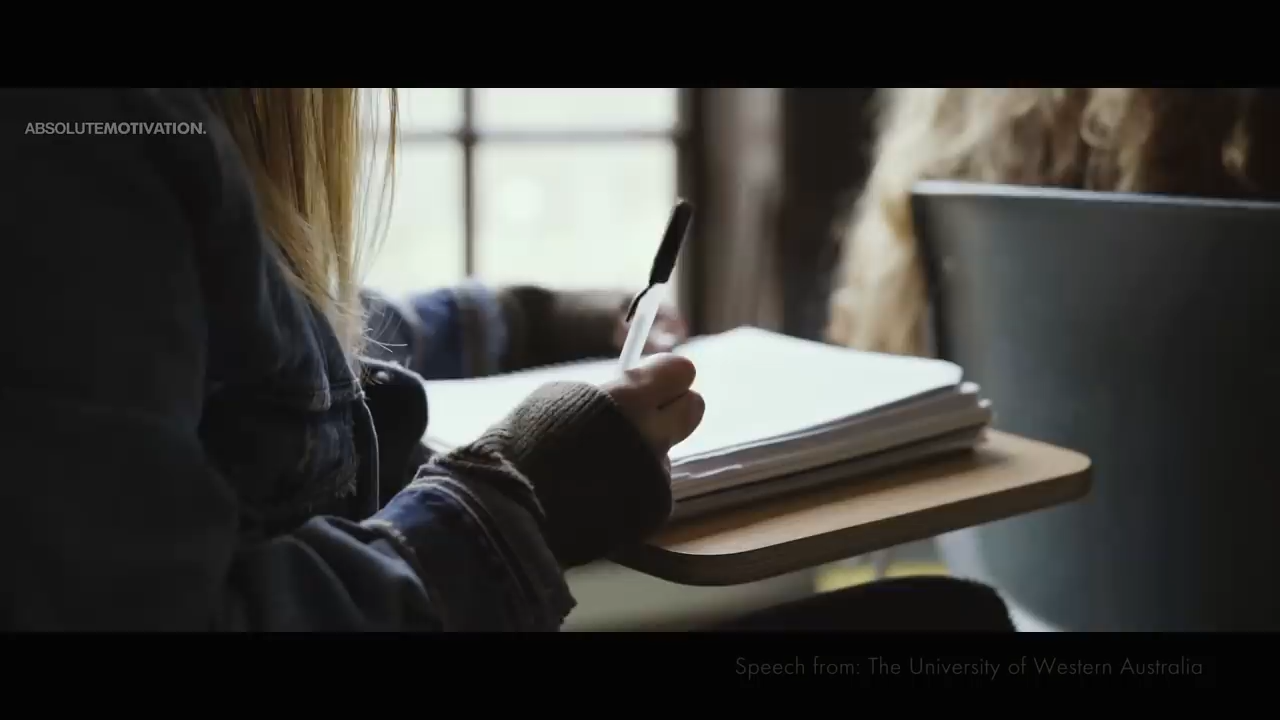 ABSOLUTEMOTIVATION.
Speech from: The University of Western Australia